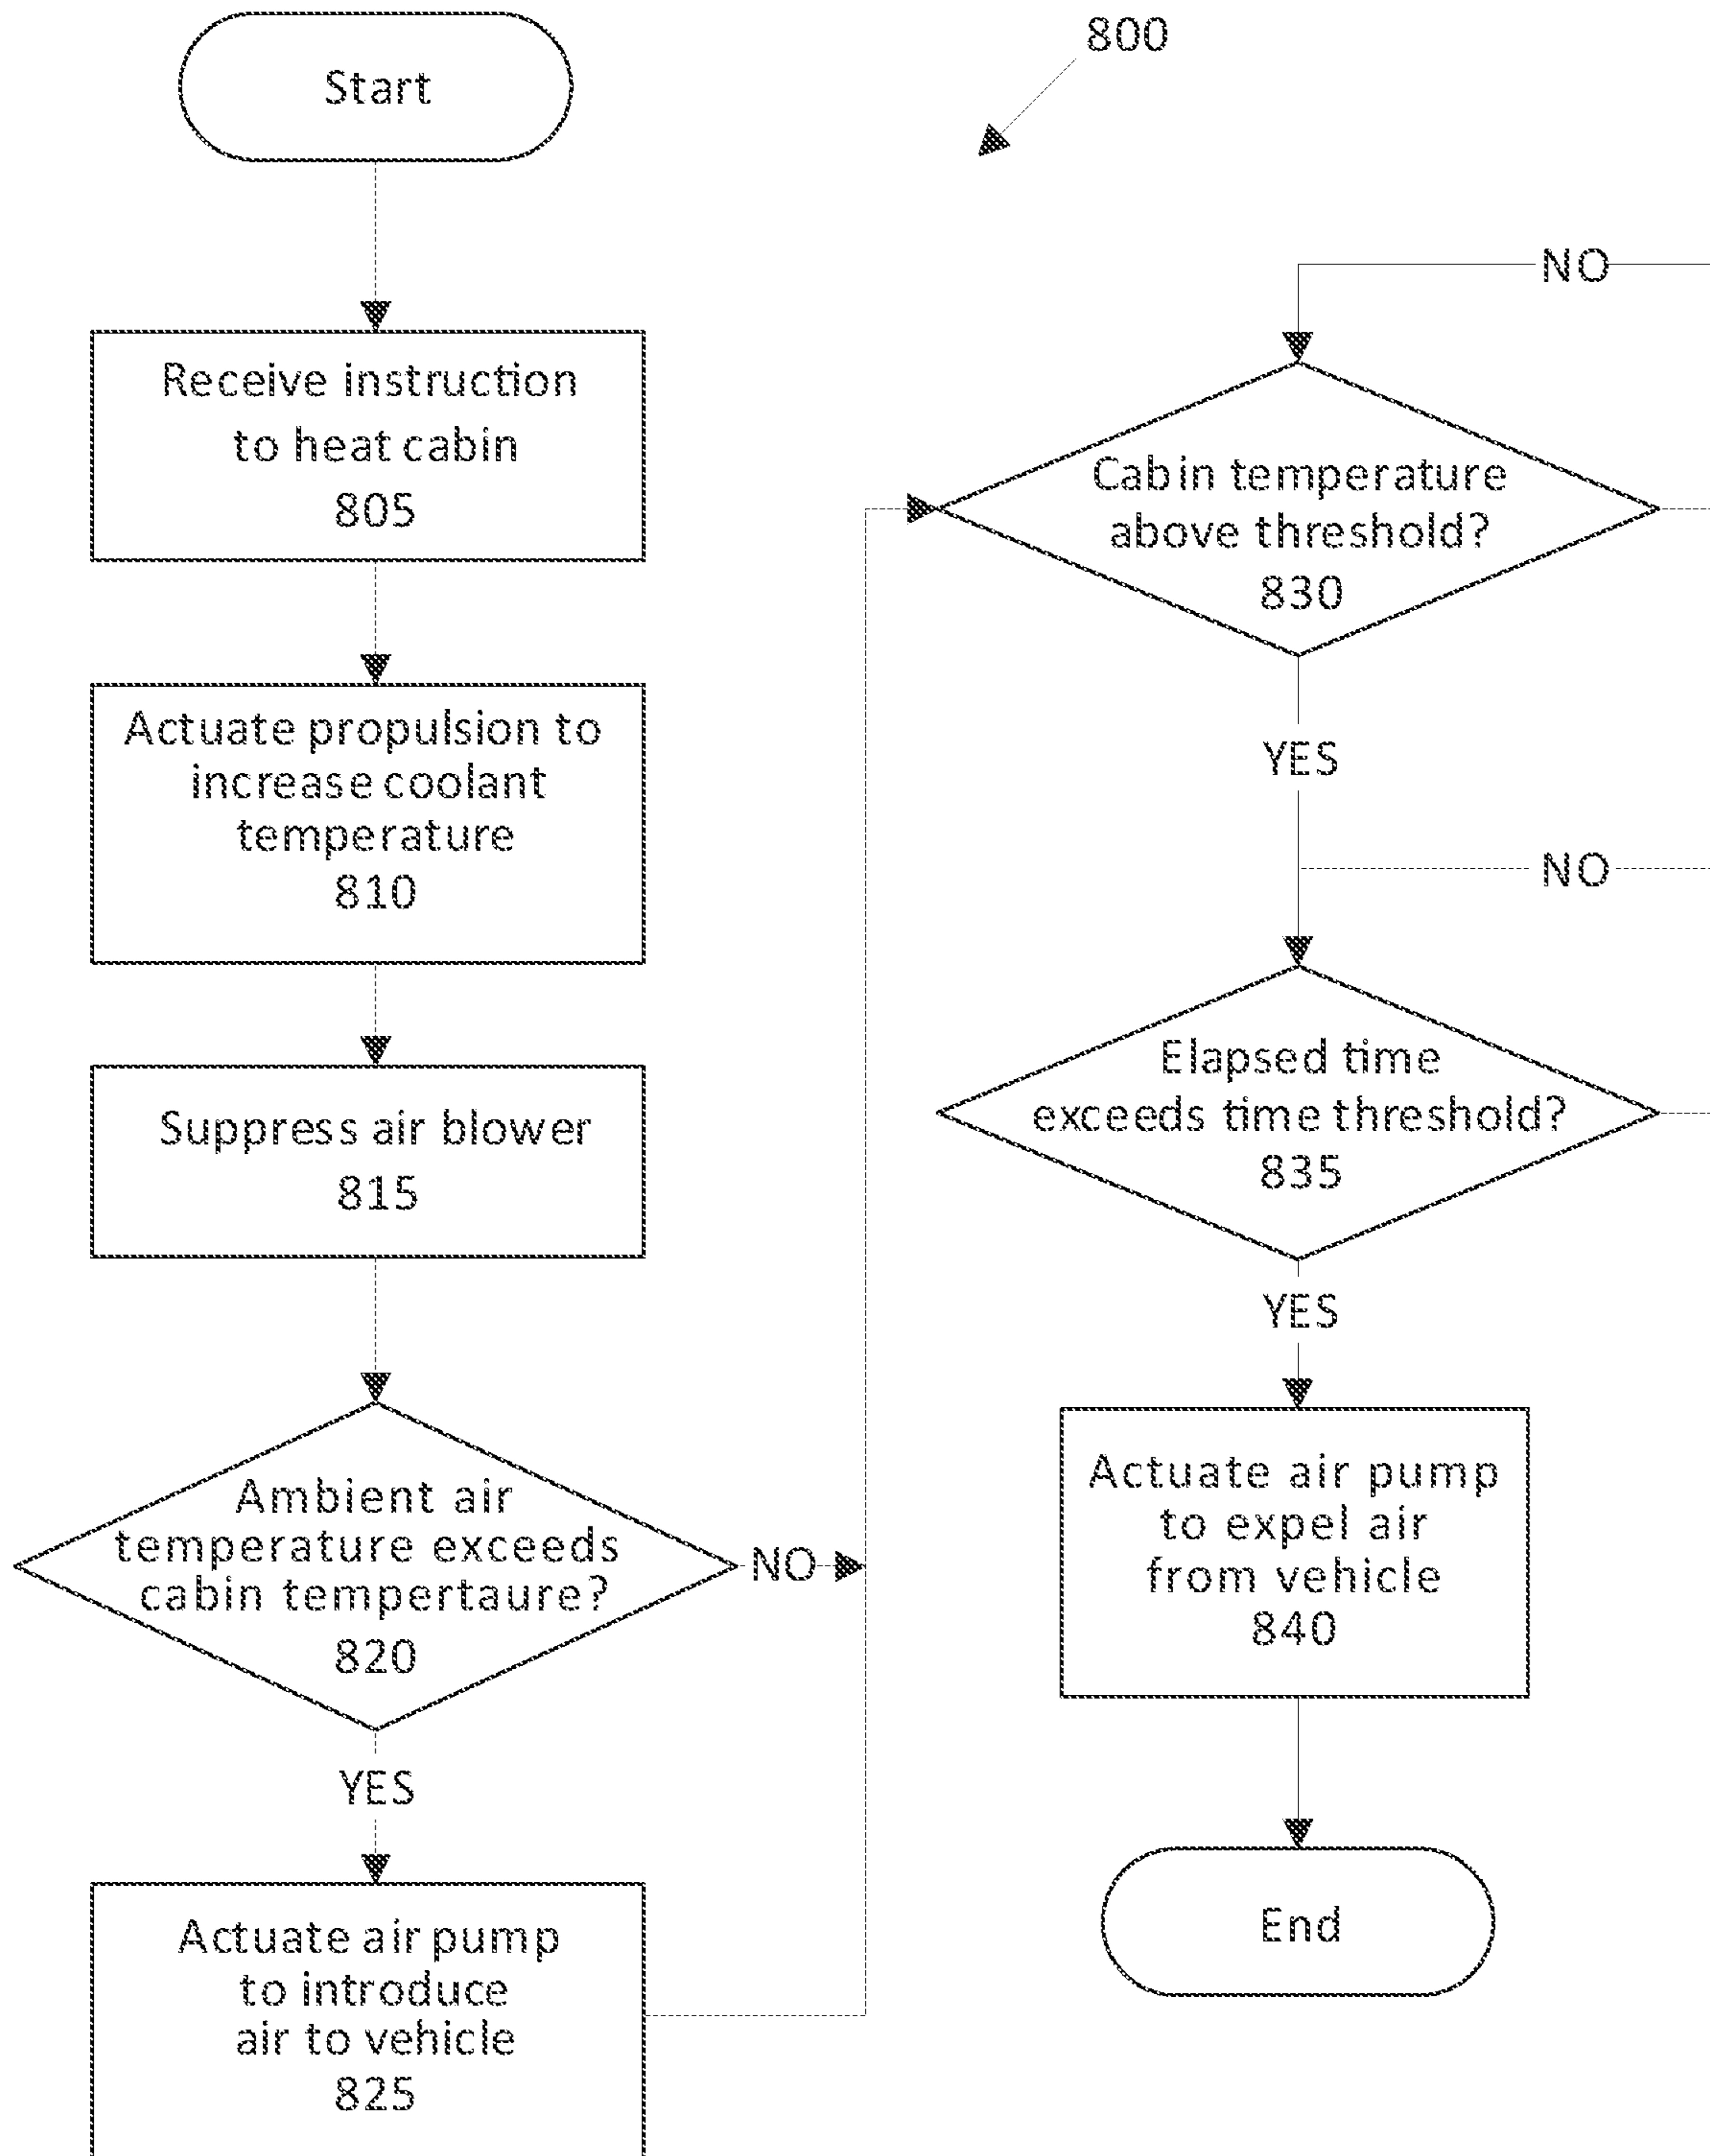 800
Start
Receive instruction
to heat cabin
805
Actuate propulsion to
increase coolant
temperature
810
Suppress air blower
815
Ambient air
temperature exceeds
cabin tempertaure?
820
NO
YES
Actuate air pump
to introduce
air to vehicle
825
NO
Cabin temperature
above threshold?
830
YES
NO
Elapsed time
exceeds time threshold?
835
YES
Actuate air pump
to expel air
from vehicle
840
End